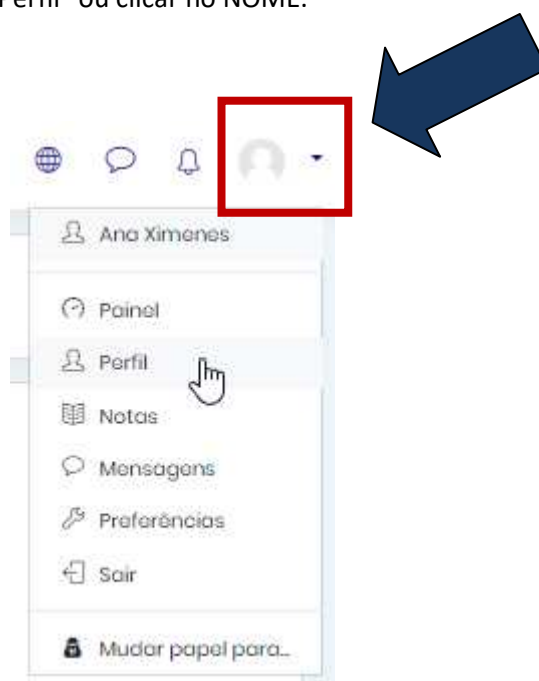 Perfil" ou clicar no NOME.
Ana Ximenes
Painel
Perfil
Notas
Mensagens
Preferências
Sair
Mudar papel para...